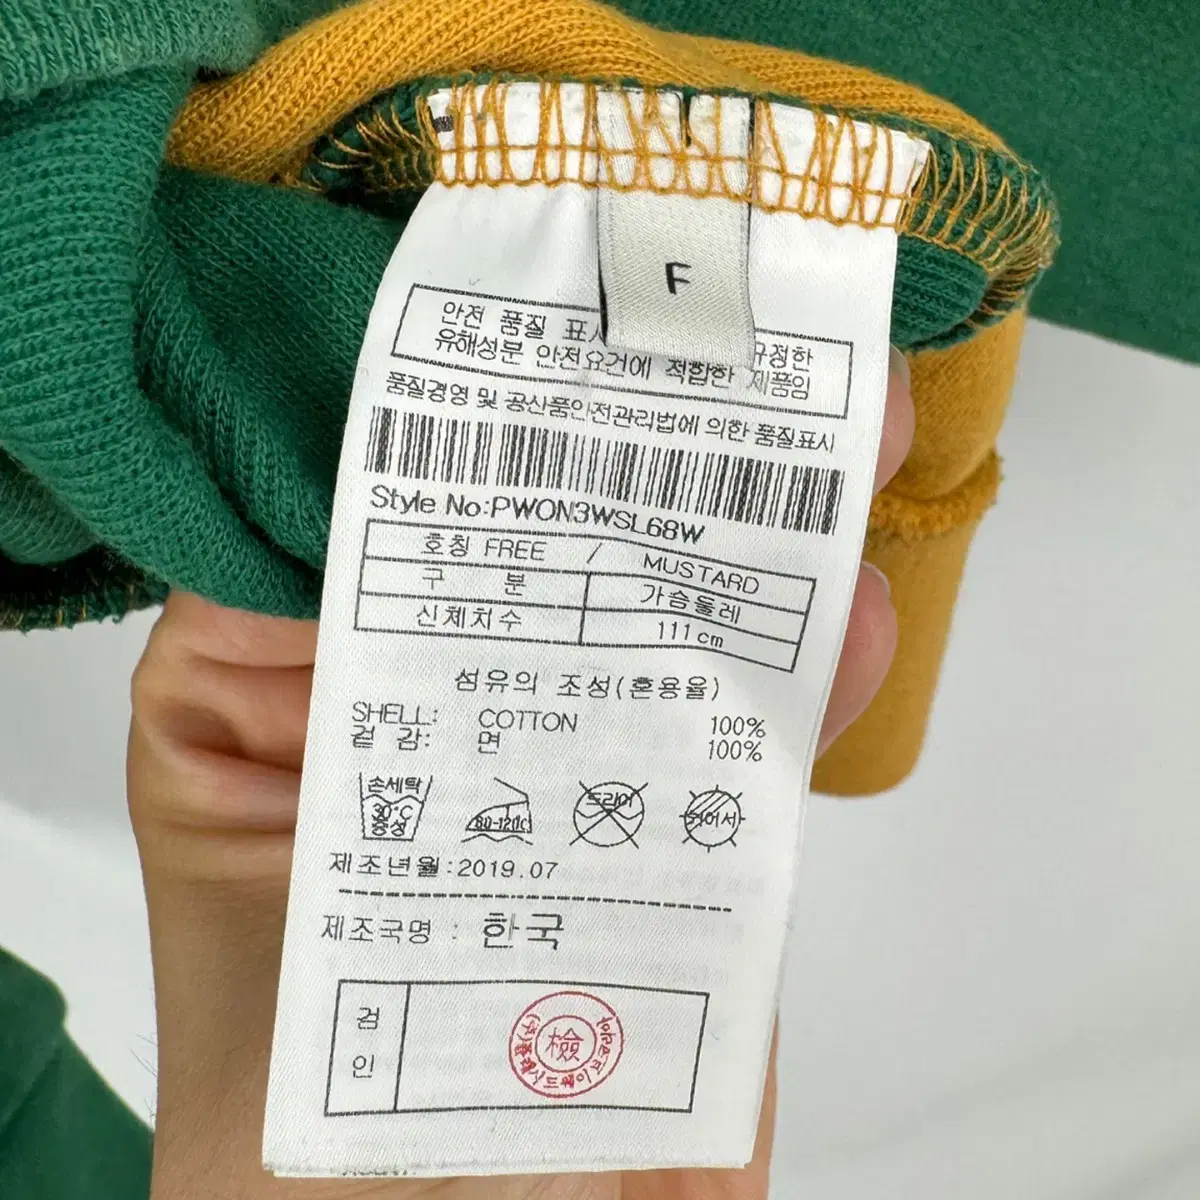 F
안전 품질 표시 규정한
유해성분 안전요건에 적합한 제품임
품질경영 및 공산품안전관리법에 의한 품질표시
Style No:PWON3WSL68W
호칭 FREE / MUSTARD
구 분 가슴둘레
신체치수 111cm
섬유의 조성(혼용율)
SHELL: COTTON 100%
겉 감: 면 100%
손세탁
30°C
중성
80-120℃
드라이
뉘어서
제조년월:2019.07
제조국명 : 한국
검
인
檢